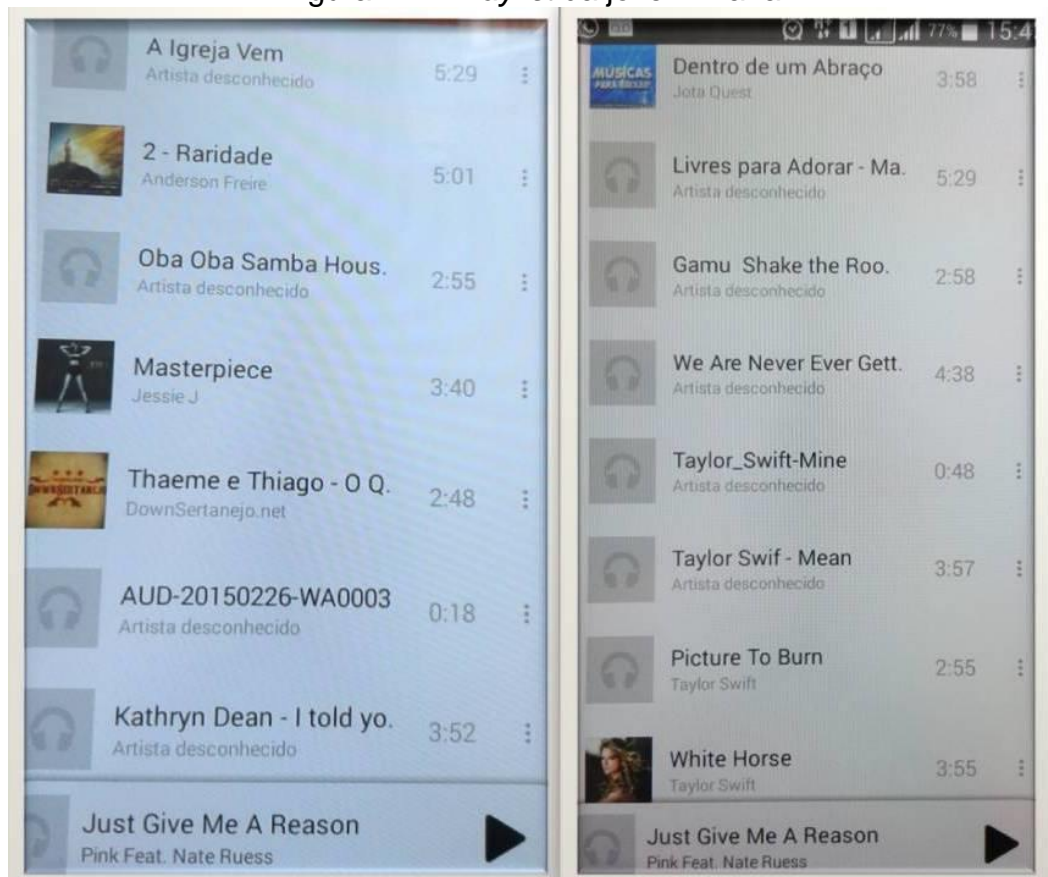 A Igreja Vem
Artista desconhecido
5:29
2 - Raridade
Anderson Freire
5:01
Oba Oba Samba Hous.
Artista desconhecido
2:55
Masterpiece
Jessie J
3:40
Thaeme e Thiago - O Q.
DownSertanejo.net
2:48
AUD-20150226-WA0003
Artista desconhecido
0:18
Kathryn Dean - I told yo.
Artista desconhecido
3:52
Just Give Me A Reason
Pink Feat. Nate Ruess
77% 15:4
MÚSICAS
PARA BAIXAR
Dentro de um Abraço
Jota Quest
3:58
Livres para Adorar - Ma.
Artista desconhecido
5:29
Gamu Shake the Roo.
Artista desconhecido
2:58
We Are Never Ever Gett.
Artista desconhecido
4:38
Taylor_Swift-Mine
Artista desconhecido
0:48
Taylor Swif - Mean
Artista desconhecido
3:57
Picture To Burn
Taylor Swift
2:55
White Horse
Taylor Swift
3:55
Just Give Me A Reason
Pink Feat. Nate Ruess